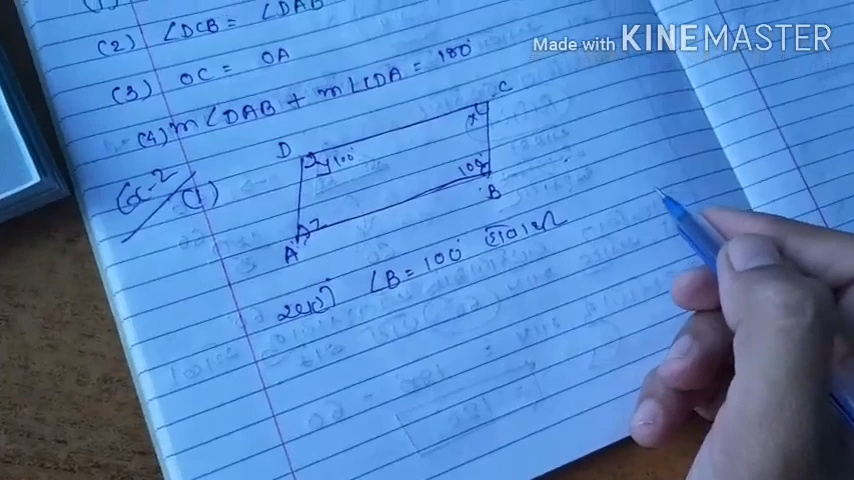 Made with KINEMASTER
(2) ∠DCB = ∠DAB
(3) OC = OA
(4) m∠DAB + m∠CDA = 180°
Q-2 (1)
D
C
y 100°
x
100°
z
B
A
અહીં ∠B = 100°